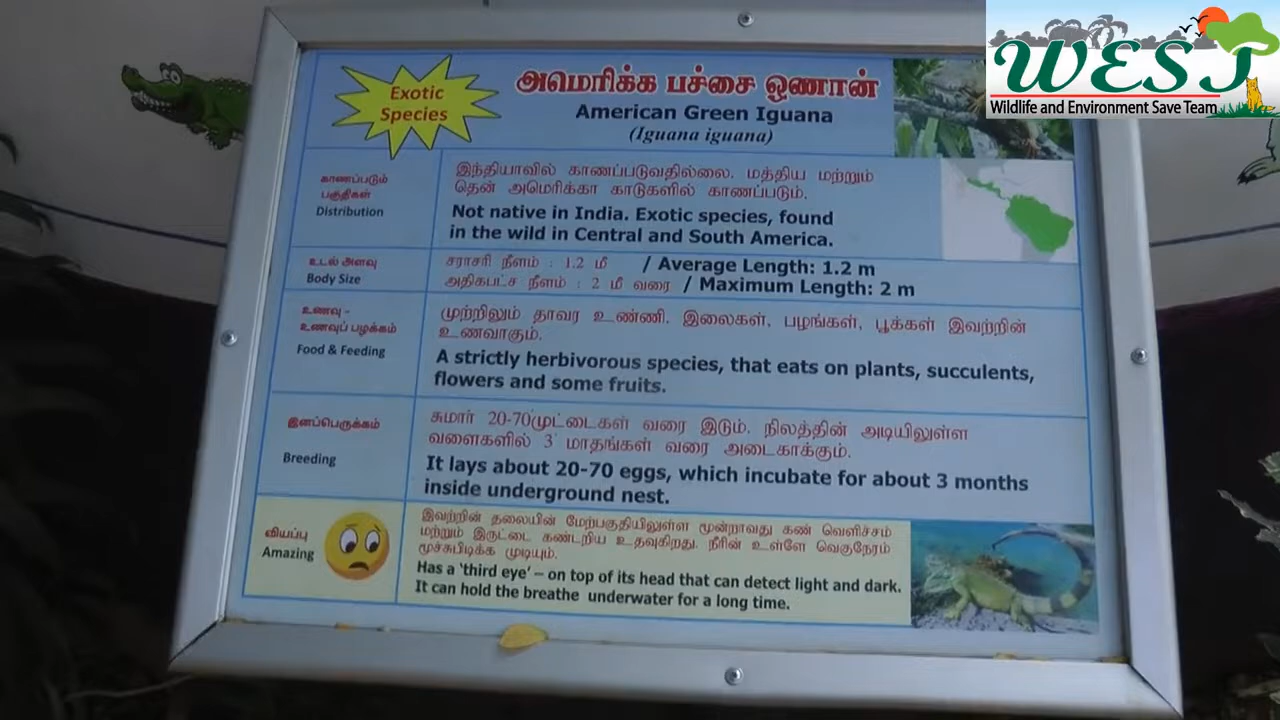 WEST
Wildlife and Environment Save Team
Exotic
Species
அமெரிக்க பச்சை ஓணான்
American Green Iguana
(Iguana iguana)
காணப்படும்
பகுதிகள்
Distribution
இந்தியாவில் காணப்படுவதில்லை. மத்திய மற்றும்
தென் அமெரிக்கா காடுகளில் காணப்படும்.
Not native in India. Exotic species, found
in the wild in Central and South America.
உடல் அளவு
Body Size
சராசரி நீளம் : 1.2 மீ / Average Length: 1.2 m
அதிகபட்ச நீளம் : 2 மீ வரை / Maximum Length: 2 m
உணவு -
உணவுப் பழக்கம்
Food & Feeding
முற்றிலும் தாவர உண்ணி. இலைகள், பழங்கள், பூக்கள் இவற்றின்
உணவாகும்.
A strictly herbivorous species, that eats on plants, succulents,
flowers and some fruits.
இனப்பெருக்கம்
Breeding
சுமார் 20-70 முட்டைகள் வரை இடும். நிலத்தின் அடியிலுள்ள
வளைகளில் 3 மாதங்கள் வரை அடைகாக்கும்.
It lays about 20-70 eggs, which incubate for about 3 months
inside underground nest.
வியப்பு
Amazing
இவற்றின் தலையின் மேற்பகுதியிலுள்ள மூன்றாவது கண் வெளிச்சம்
மற்றும் இருட்டை கண்டறிய உதவுகிறது. நீரின் உள்ளே வெகுநேரம்
மூச்சுபிடிக்க முடியும்.
Has a ‘third eye’ – on top of its head that can detect light and dark.
It can hold the breathe underwater for a long time.